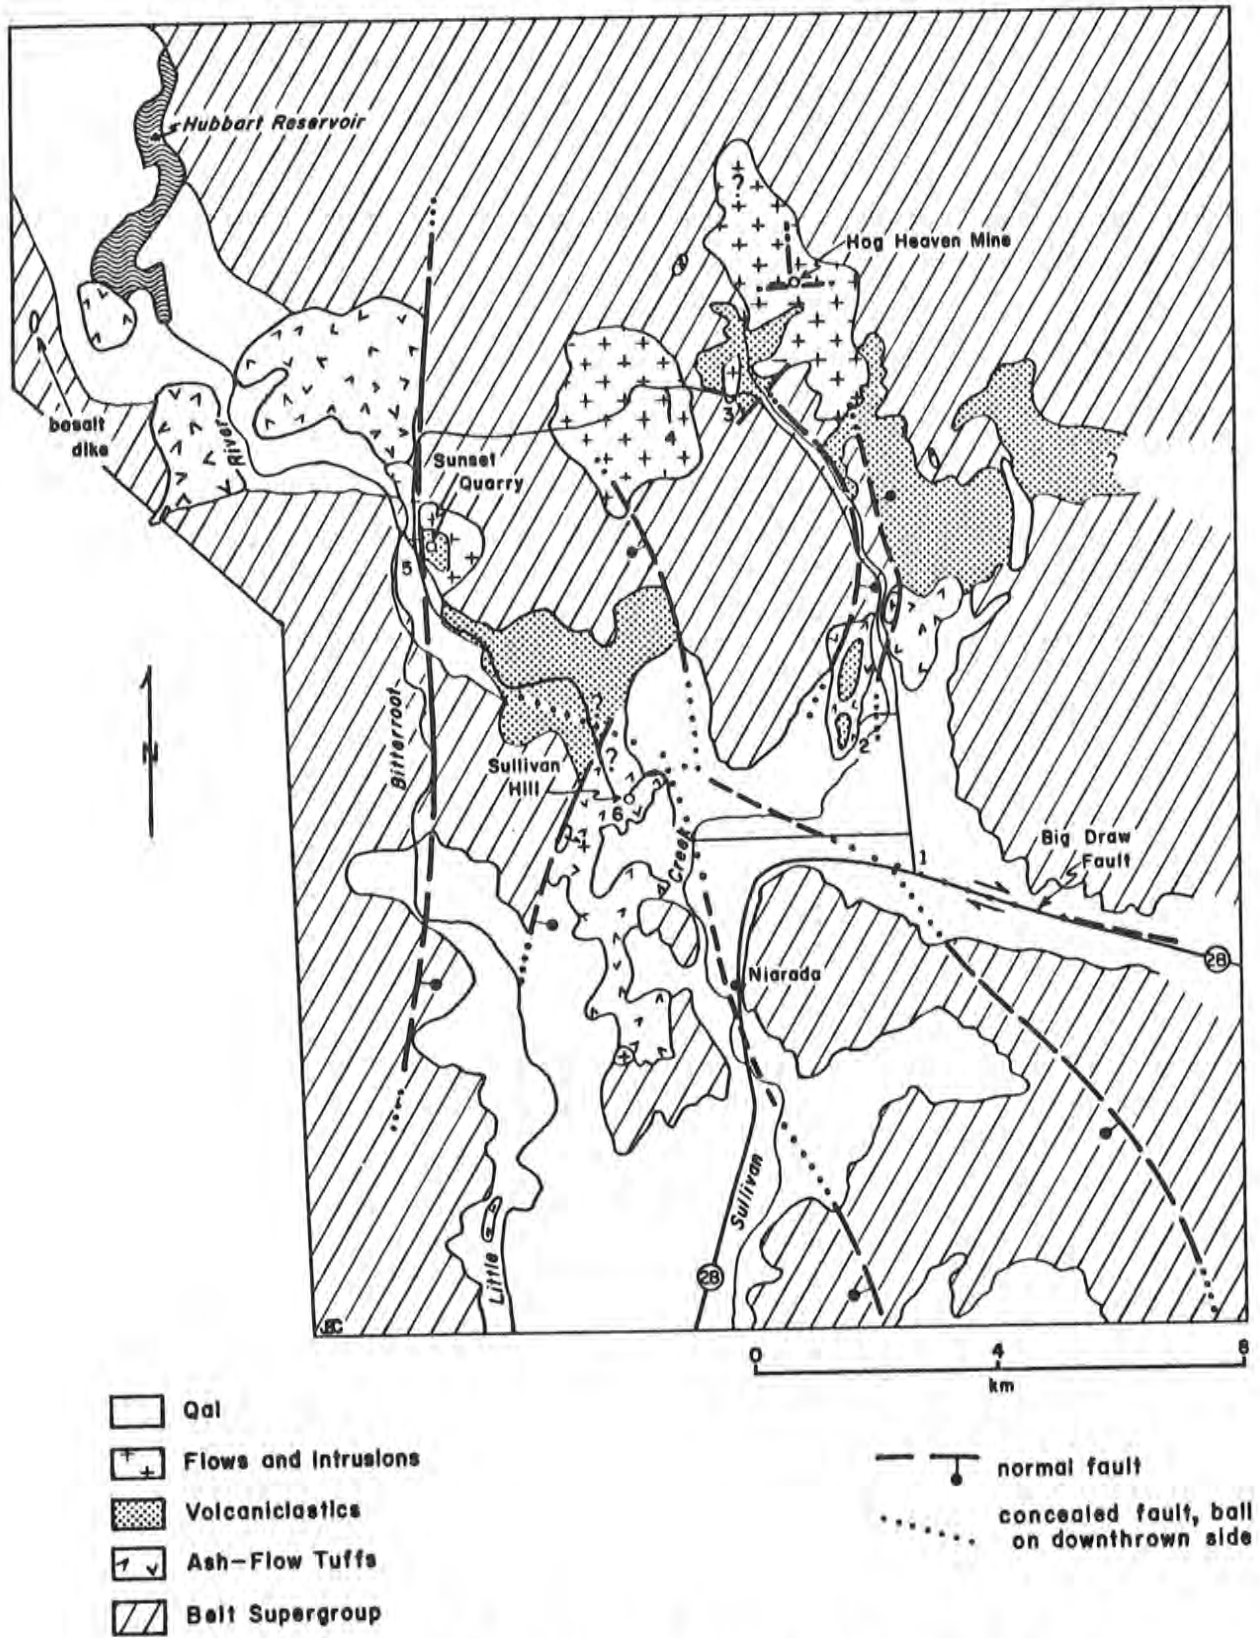 Hubbart Reservoir
?
Hog Heaven Mine
basalt
dike
River
3
4
?
Sunset
Quarry
5
Bitterroot
?
?
Sullivan
Hill
6
2
Creek
1
Big Draw
Fault
28
Niarada
Sullivan
Little
28
N
JBC
0 4 8
km
Qal
Flows and Intrusions
Volcaniclastics
Ash-Flow Tuffs
Belt Supergroup
normal fault
concealed fault, ball
on downthrown side